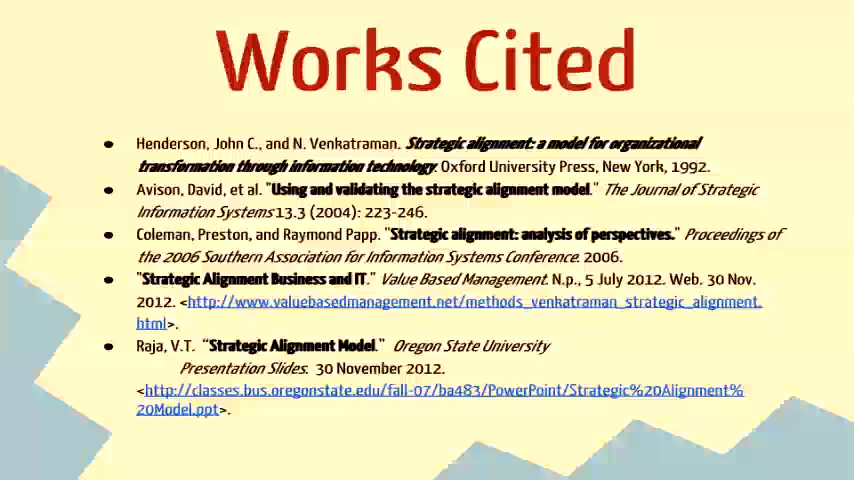 Works Cited
● Henderson, John C., and N. Venkatraman. Strategic alignment: a model for organizational
transformation through information technology. Oxford University Press, New York, 1992.
● Avison, David, et al. "Using and validating the strategic alignment model." The Journal of Strategic
Information Systems 13.3 (2004): 223-246.
● Coleman, Preston, and Raymond Papp. "Strategic alignment: analysis of perspectives." Proceedings of
the 2006 Southern Association for Information Systems Conference. 2006.
● "Strategic Alignment Business and IT." Value Based Management. N.p., 5 July 2012. Web. 30 Nov.
2012. <http://www.valuebasedmanagement.net/methods_venkatraman_strategic_alignment.
html>.
● Raja, V.T. “Strategic Alignment Model.” Oregon State University
Presentation Slides. 30 November 2012.
<http://classes.bus.oregonstate.edu/fall-07/ba483/PowerPoint/Strategic%20Alignment%
20Model.ppt>.